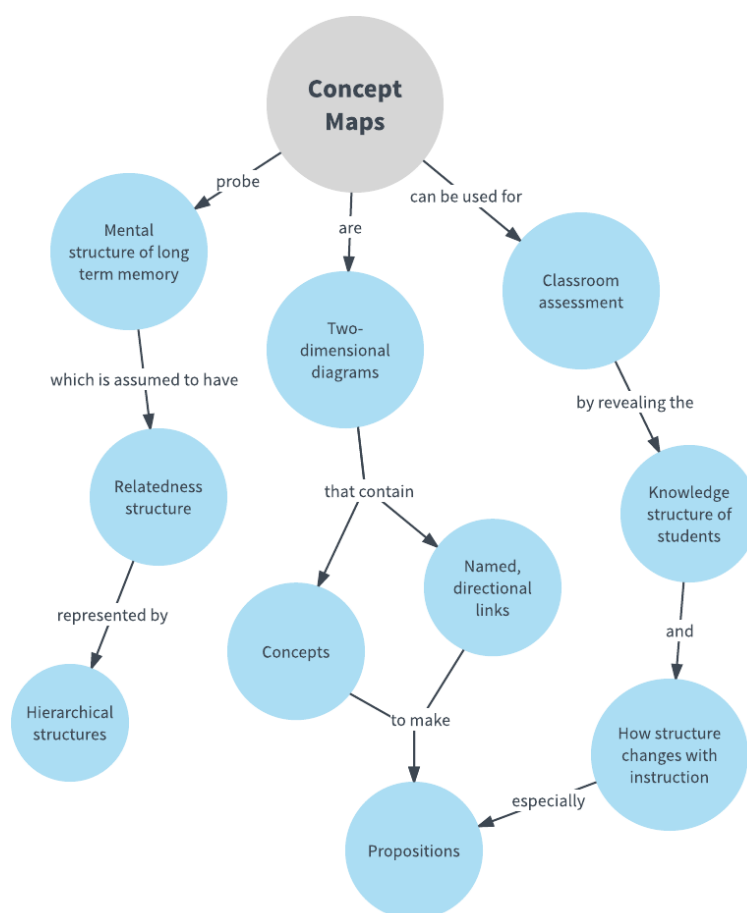 Concept
Maps
probe
are
can be used for
Mental
structure of long
term memory
Classroom
assessment
Two-
dimensional
diagrams
which is assumed to have
by revealing the
Relatedness
structure
that contain
Knowledge
structure of
students
Named,
directional
links
represented by
Concepts
and
Hierarchical
structures
to make
How structure
changes with
instruction
especially
Propositions